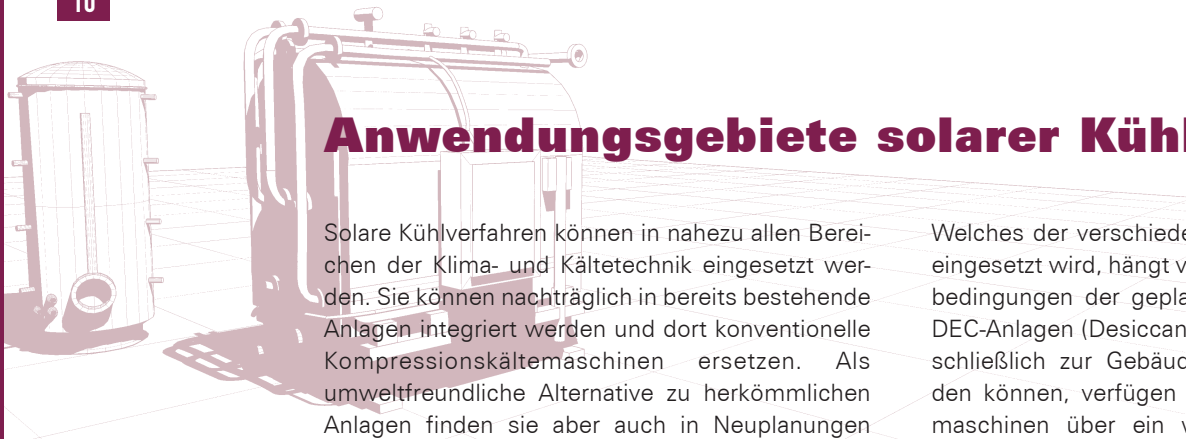 10
Anwendungsgebiete solarer Kühl
Solare Kühlverfahren können in nahezu allen Berei-
chen der Klima- und Kältetechnik eingesetzt wer-
den. Sie können nachträglich in bereits bestehende
Anlagen integriert werden und dort konventionelle
Kompressionskältemaschinen ersetzen. Als
umweltfreundliche Alternative zu herkömmlichen
Anlagen finden sie aber auch in Neuplanungen
Welches der verschiede
eingesetzt wird, hängt v
bedingungen der gepla
DEC-Anlagen (Desiccan
schließlich zur Gebäud
den können, verfügen
maschinen über ein v